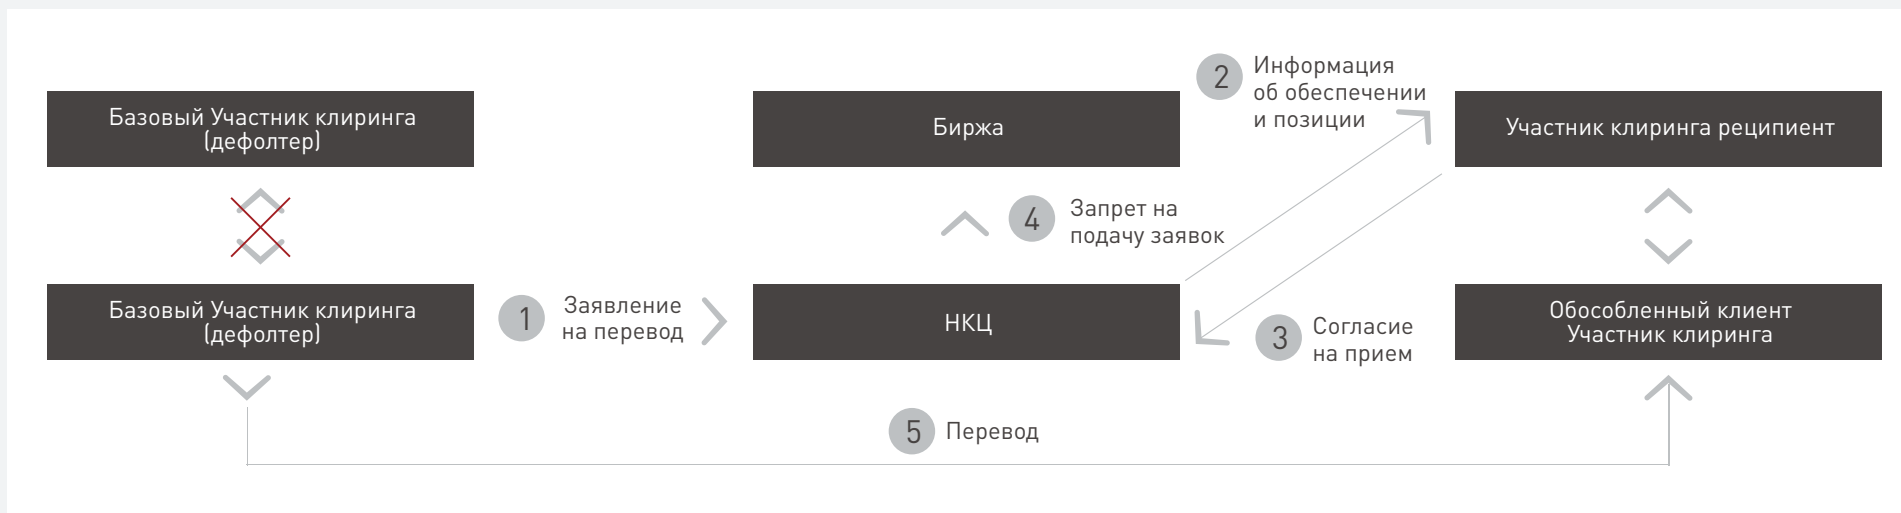 Базовый Участник клиринга
(дефолтер)
Биржа
2
Информация
об обеспечении
и позиции
Участник клиринга реципиент
4
Запрет на
подачу заявок
Базовый Участник клиринга
(дефолтер)
1
Заявление
на перевод
НКЦ
3
Согласие
на прием
Обособленный клиент
Участник клиринга
5
Перевод